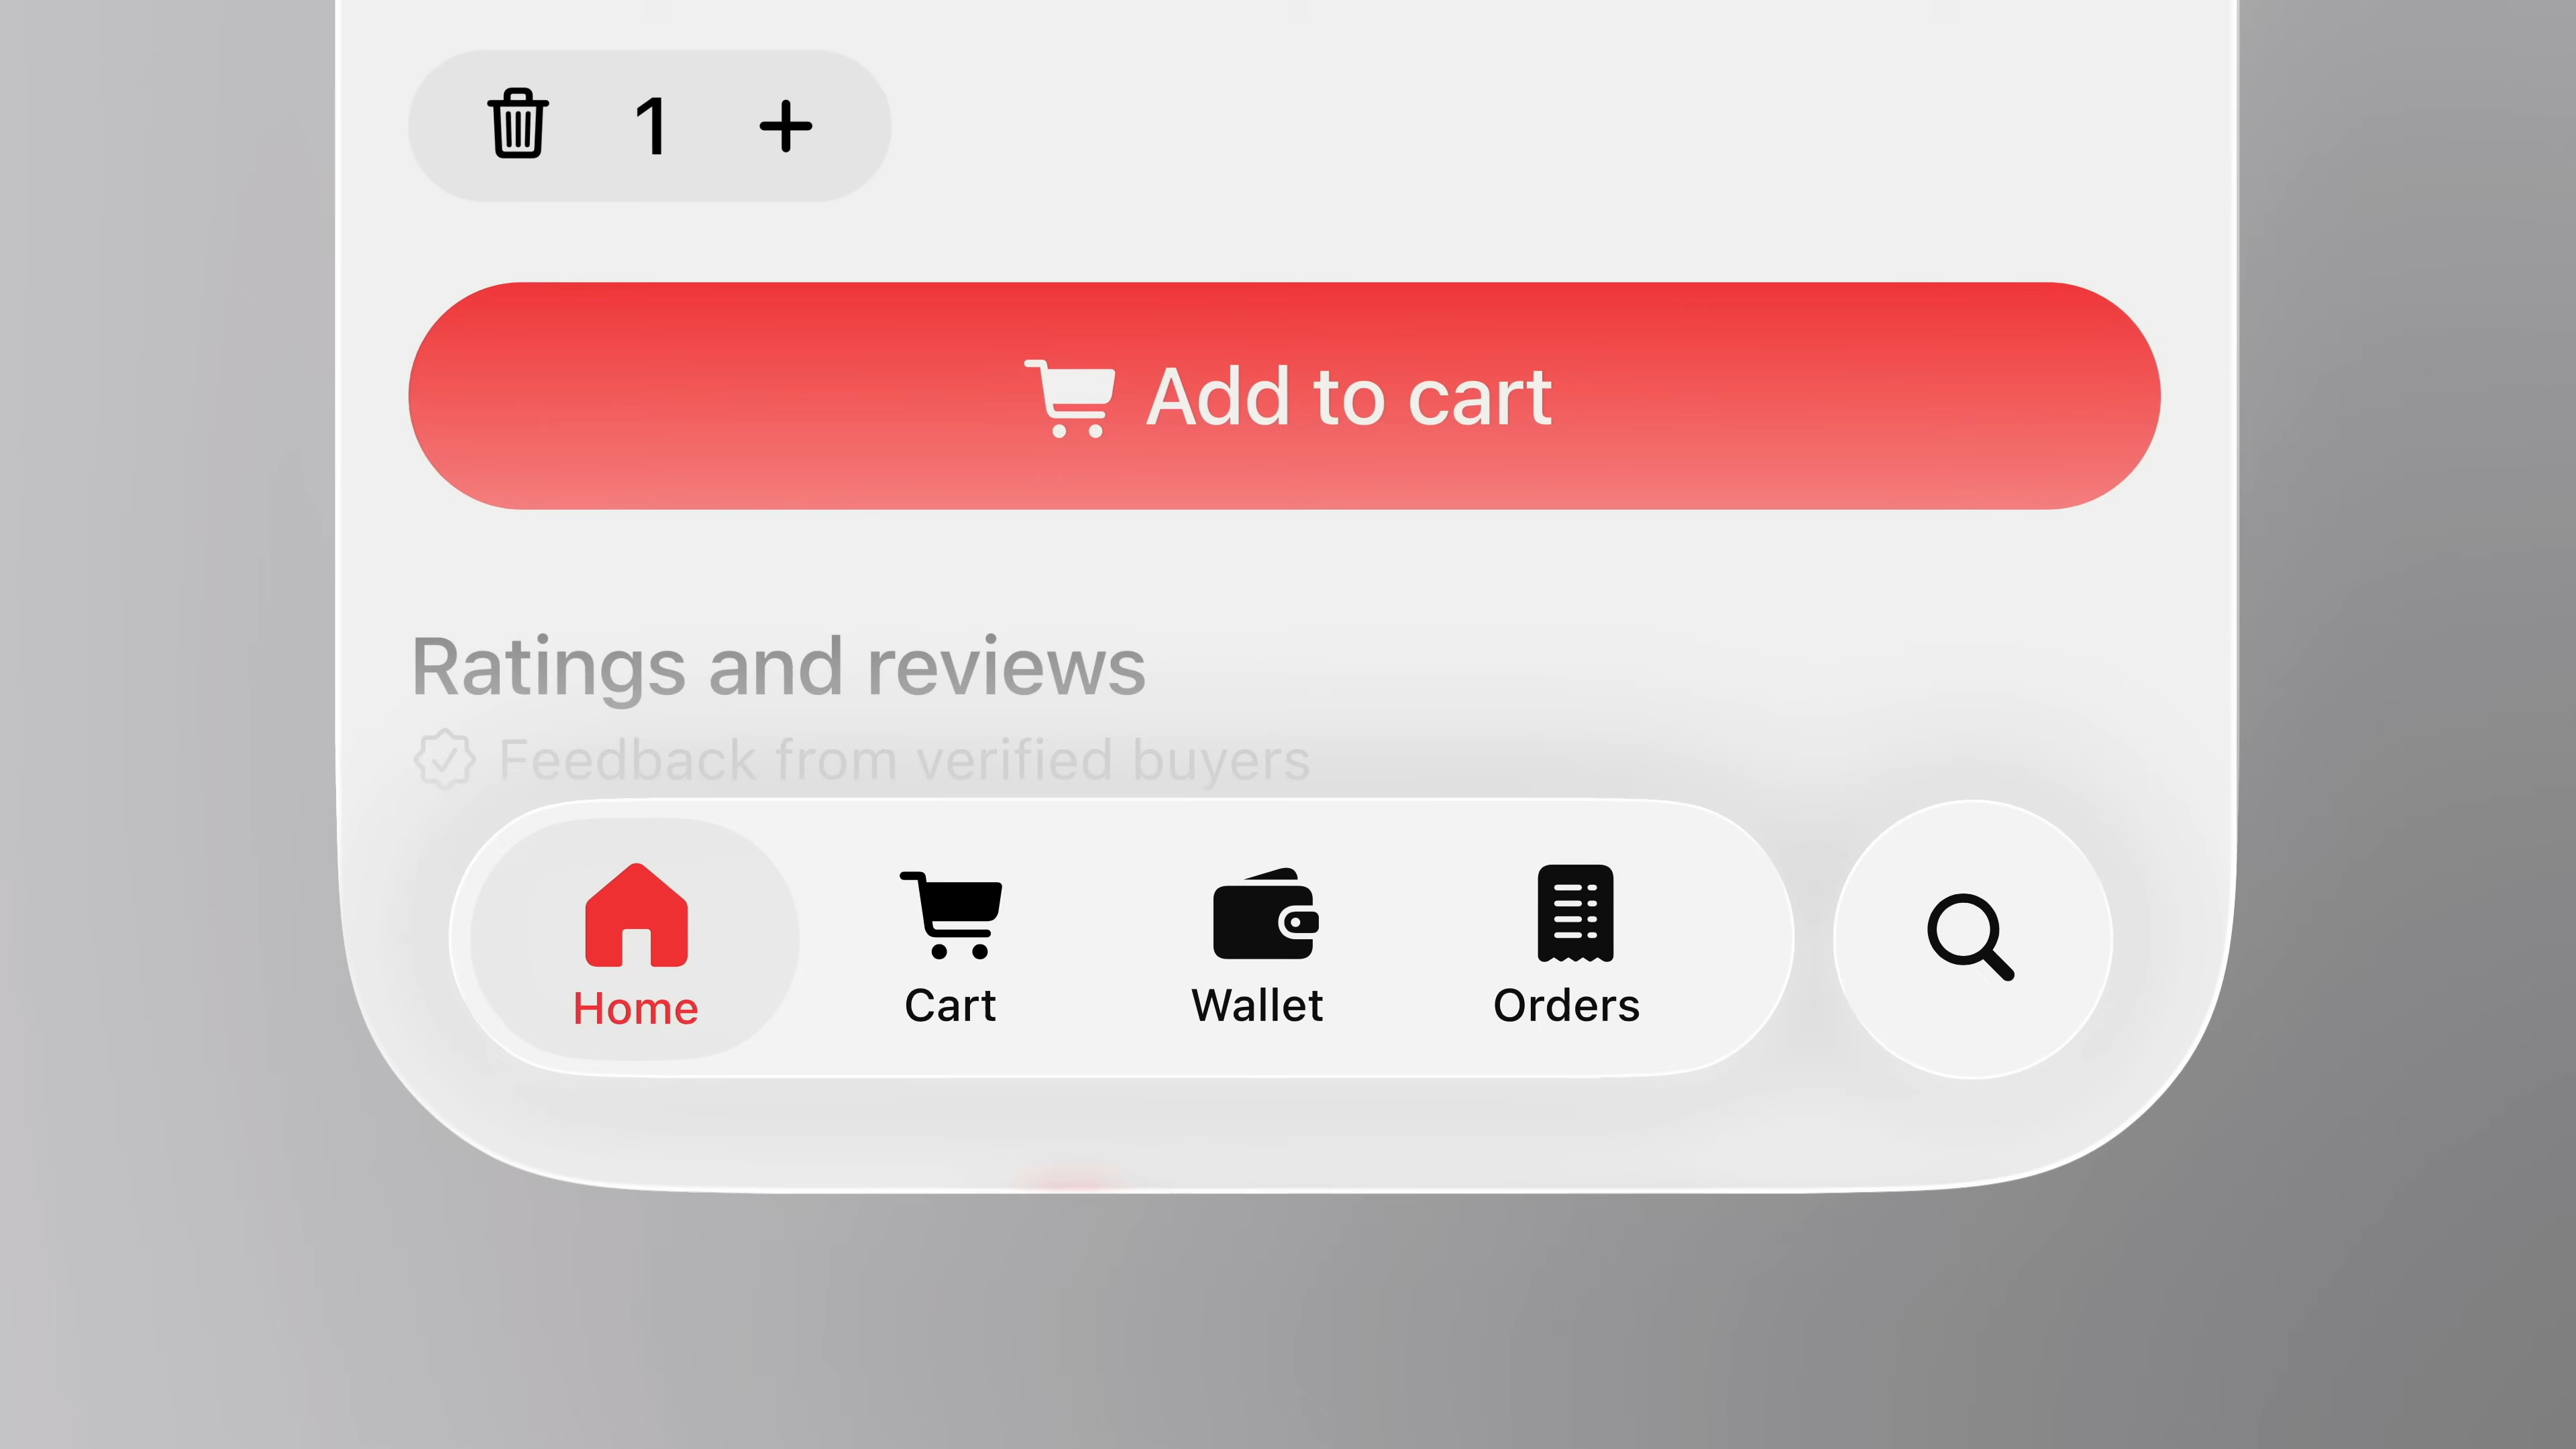 1
Add to cart
Ratings and reviews
Feedback from verified buyers
Home
Cart
Wallet
Orders